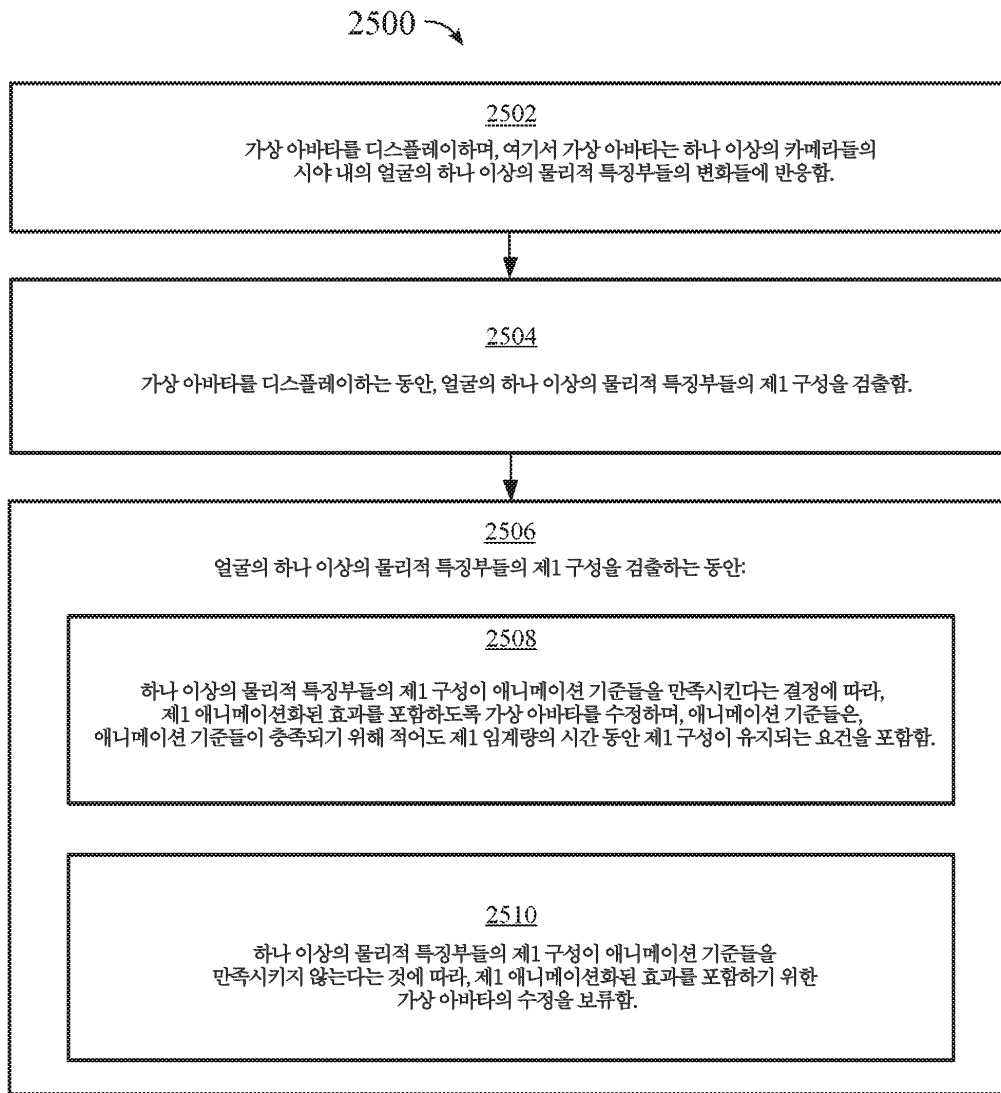 2500
2502
가상 아바타를 디스플레이하며, 여기서 가상 아바타는 하나 이상의 카메라들의
시야 내의 얼굴의 하나 이상의 물리적 특징부들의 변화들에 반응함.
2504
가상 아바타를 디스플레이하는 동안, 얼굴의 하나 이상의 물리적 특징부들의 제1 구성을 검출함.
2506
얼굴의 하나 이상의 물리적 특징부들의 제1 구성을 검출하는 동안:
2508
하나 이상의 물리적 특징부들의 제1 구성이 애니메이션 기준들을 만족시킨다는 결정에 따라,
제1 애니메이션화된 효과를 포함하도록 가상 아바타를 수정하며, 애니메이션 기준들은,
애니메이션 기준들이 충족되기 위해 적어도 제1 임계량의 시간 동안 제1 구성이 유지되는 요건을 포함함.
2510
하나 이상의 물리적 특징부들의 제1 구성이 애니메이션 기준들을
만족시키지 않는다는 것에 따라, 제1 애니메이션화된 효과를 포함하기 위한
가상 아바타의 수정을 보류함.